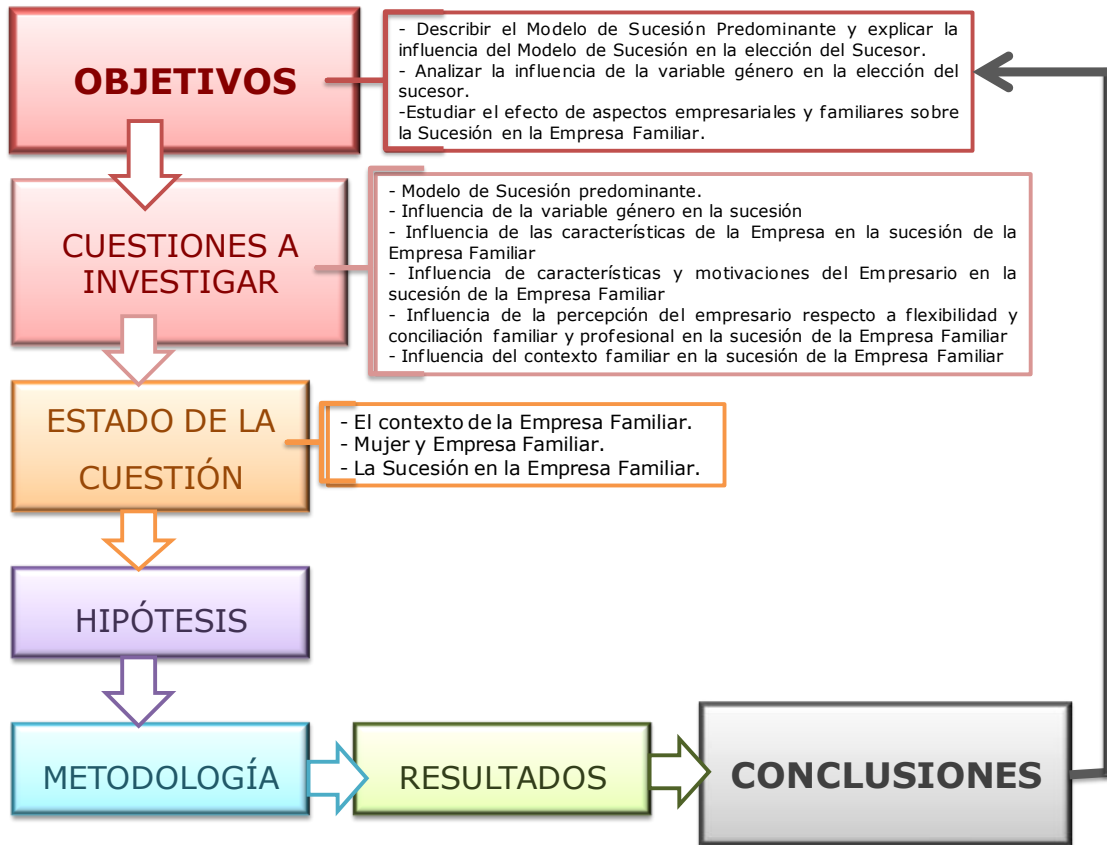 OBJETIVOS
- Describir el Modelo de Sucesión Predominante y explicar la
influencia del Modelo de Sucesión en la elección del Sucesor.
- Analizar la influencia de la variable género en la elección del
sucesor.
-Estudiar el efecto de aspectos empresariales y familiares sobre
la Sucesión en la Empresa Familiar.
CUESTIONES A
INVESTIGAR
- Modelo de Sucesión predominante.
- Influencia de la variable género en la sucesión
- Influencia de las características de la Empresa en la sucesión de la
Empresa Familiar
- Influencia de características y motivaciones del Empresario en la
sucesión de la Empresa Familiar
- Influencia de la percepción del empresario respecto a flexibilidad y
conciliación familiar y profesional en la sucesión de la Empresa Familiar
- Influencia del contexto familiar en la sucesión de la Empresa Familiar
ESTADO DE LA
CUESTIÓN
- El contexto de la Empresa Familiar.
- Mujer y Empresa Familiar.
- La Sucesión en la Empresa Familiar.
HIPÓTESIS
METODOLOGÍA
RESULTADOS
CONCLUSIONES